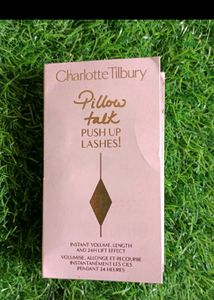 Charlotte Tilbury
Pillow
talk
PUSH UP
LASHES!
INSTANT VOLUME, LENGTH
AND 24H LIFT EFFECT
VOLUMISE, ALLONGE ET RECOURBE
INSTANTANÉMENT LES CILS
PENDANT 24 HEURES